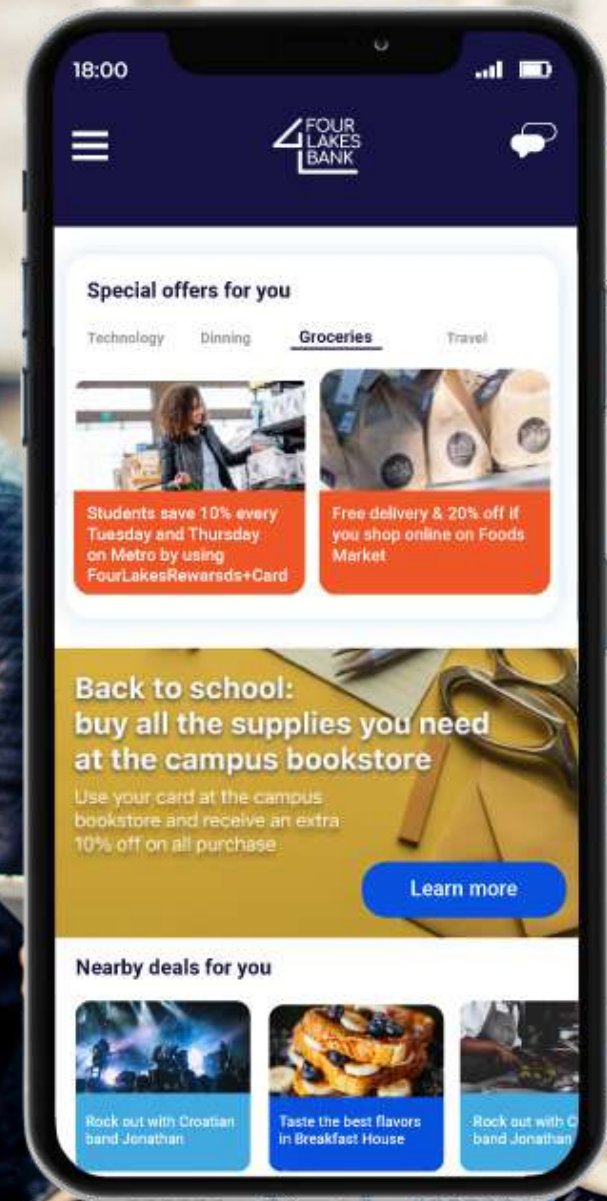 18:00
FOUR
LAKES
BANK
Special offers for you
Technology Dinning Groceries Travel
Students save 10% every
Tuesday and Thursday
on Metro by using
FourLakesRewarsds+Card
Free delivery & 20% off if
you shop online on Foods
Market
Back to school:
buy all the supplies you need
at the campus bookstore
Use your card at the campus
bookstore and receive an extra
10% off on all purchase
Learn more
Nearby deals for you
Rock out with Croatian
band Jonathan
Taste the best flavors
in Breakfast House
Rock out with C
band Jonathan